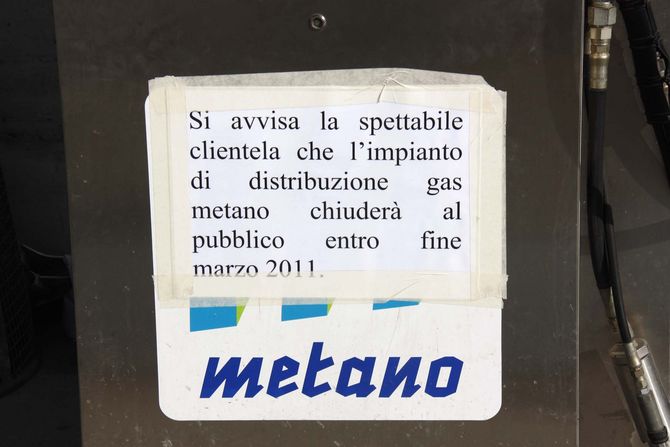 Si avvisa la spettabile
clientela che l'impianto
di distribuzione gas
metano chiuderà al
pubblico entro fine
marzo 2011.
metano